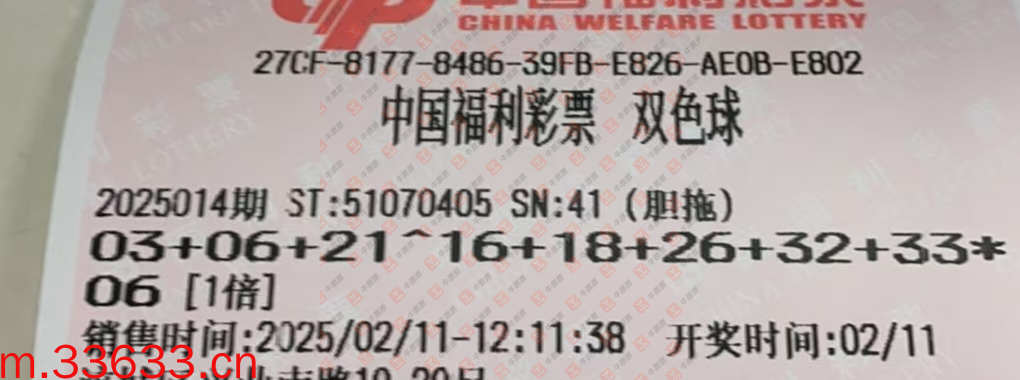 CHINA WELFARE LOTTERY
27CF-8177-8486-39FB-E826-AE0B-E802
中国福利彩票 双色球
2025014期 ST:51070405 SN:41 (胆拖)
03+06+21^16+18+26+32+33*
06 [1倍]
销售时间:2025/02/11-12:11:38 开奖时间:02/11
m.33633.cn